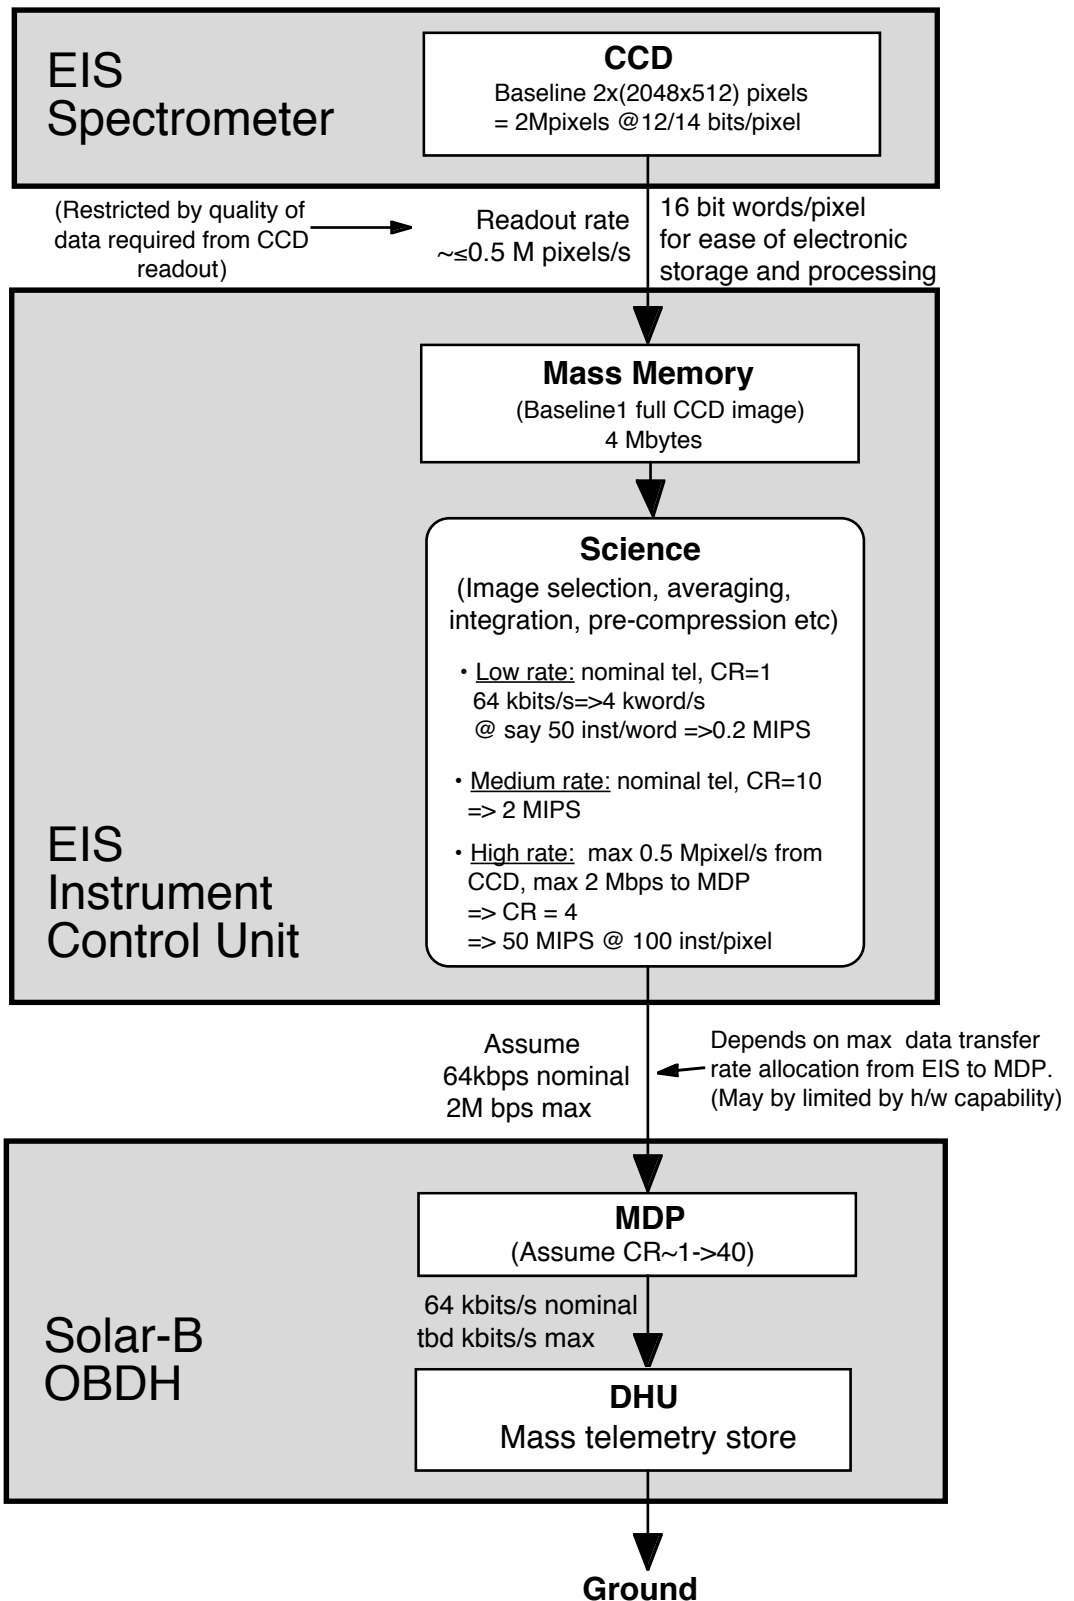 EIS
Spectrometer
CCD
Baseline 2x(2048x512) pixels
= 2Mpixels @12/14 bits/pixel
(Restricted by quality of
data required from CCD
readout)
Readout rate
~≤0.5 M pixels/s
16 bit words/pixel
for ease of electronic
storage and processing
Mass Memory
(Baseline1 full CCD image)
4 Mbytes
Science
(Image selection, averaging,
integration, pre-compression etc)
• Low rate: nominal tel, CR=1
64 kbits/s=>4 kword/s
@ say 50 inst/word =>0.2 MIPS
• Medium rate: nominal tel, CR=10
=> 2 MIPS
• High rate: max 0.5 Mpixel/s from
CCD, max 2 Mbps to MDP
=> CR = 4
=> 50 MIPS @ 100 inst/pixel
EIS
Instrument
Control Unit
Assume
64kbps nominal
2M bps max
Depends on max data transfer
rate allocation from EIS to MDP.
(May by limited by h/w capability)
MDP
(Assume CR~1->40)
64 kbits/s nominal
tbd kbits/s max
Solar-B
OBDH
DHU
Mass telemetry store
Ground